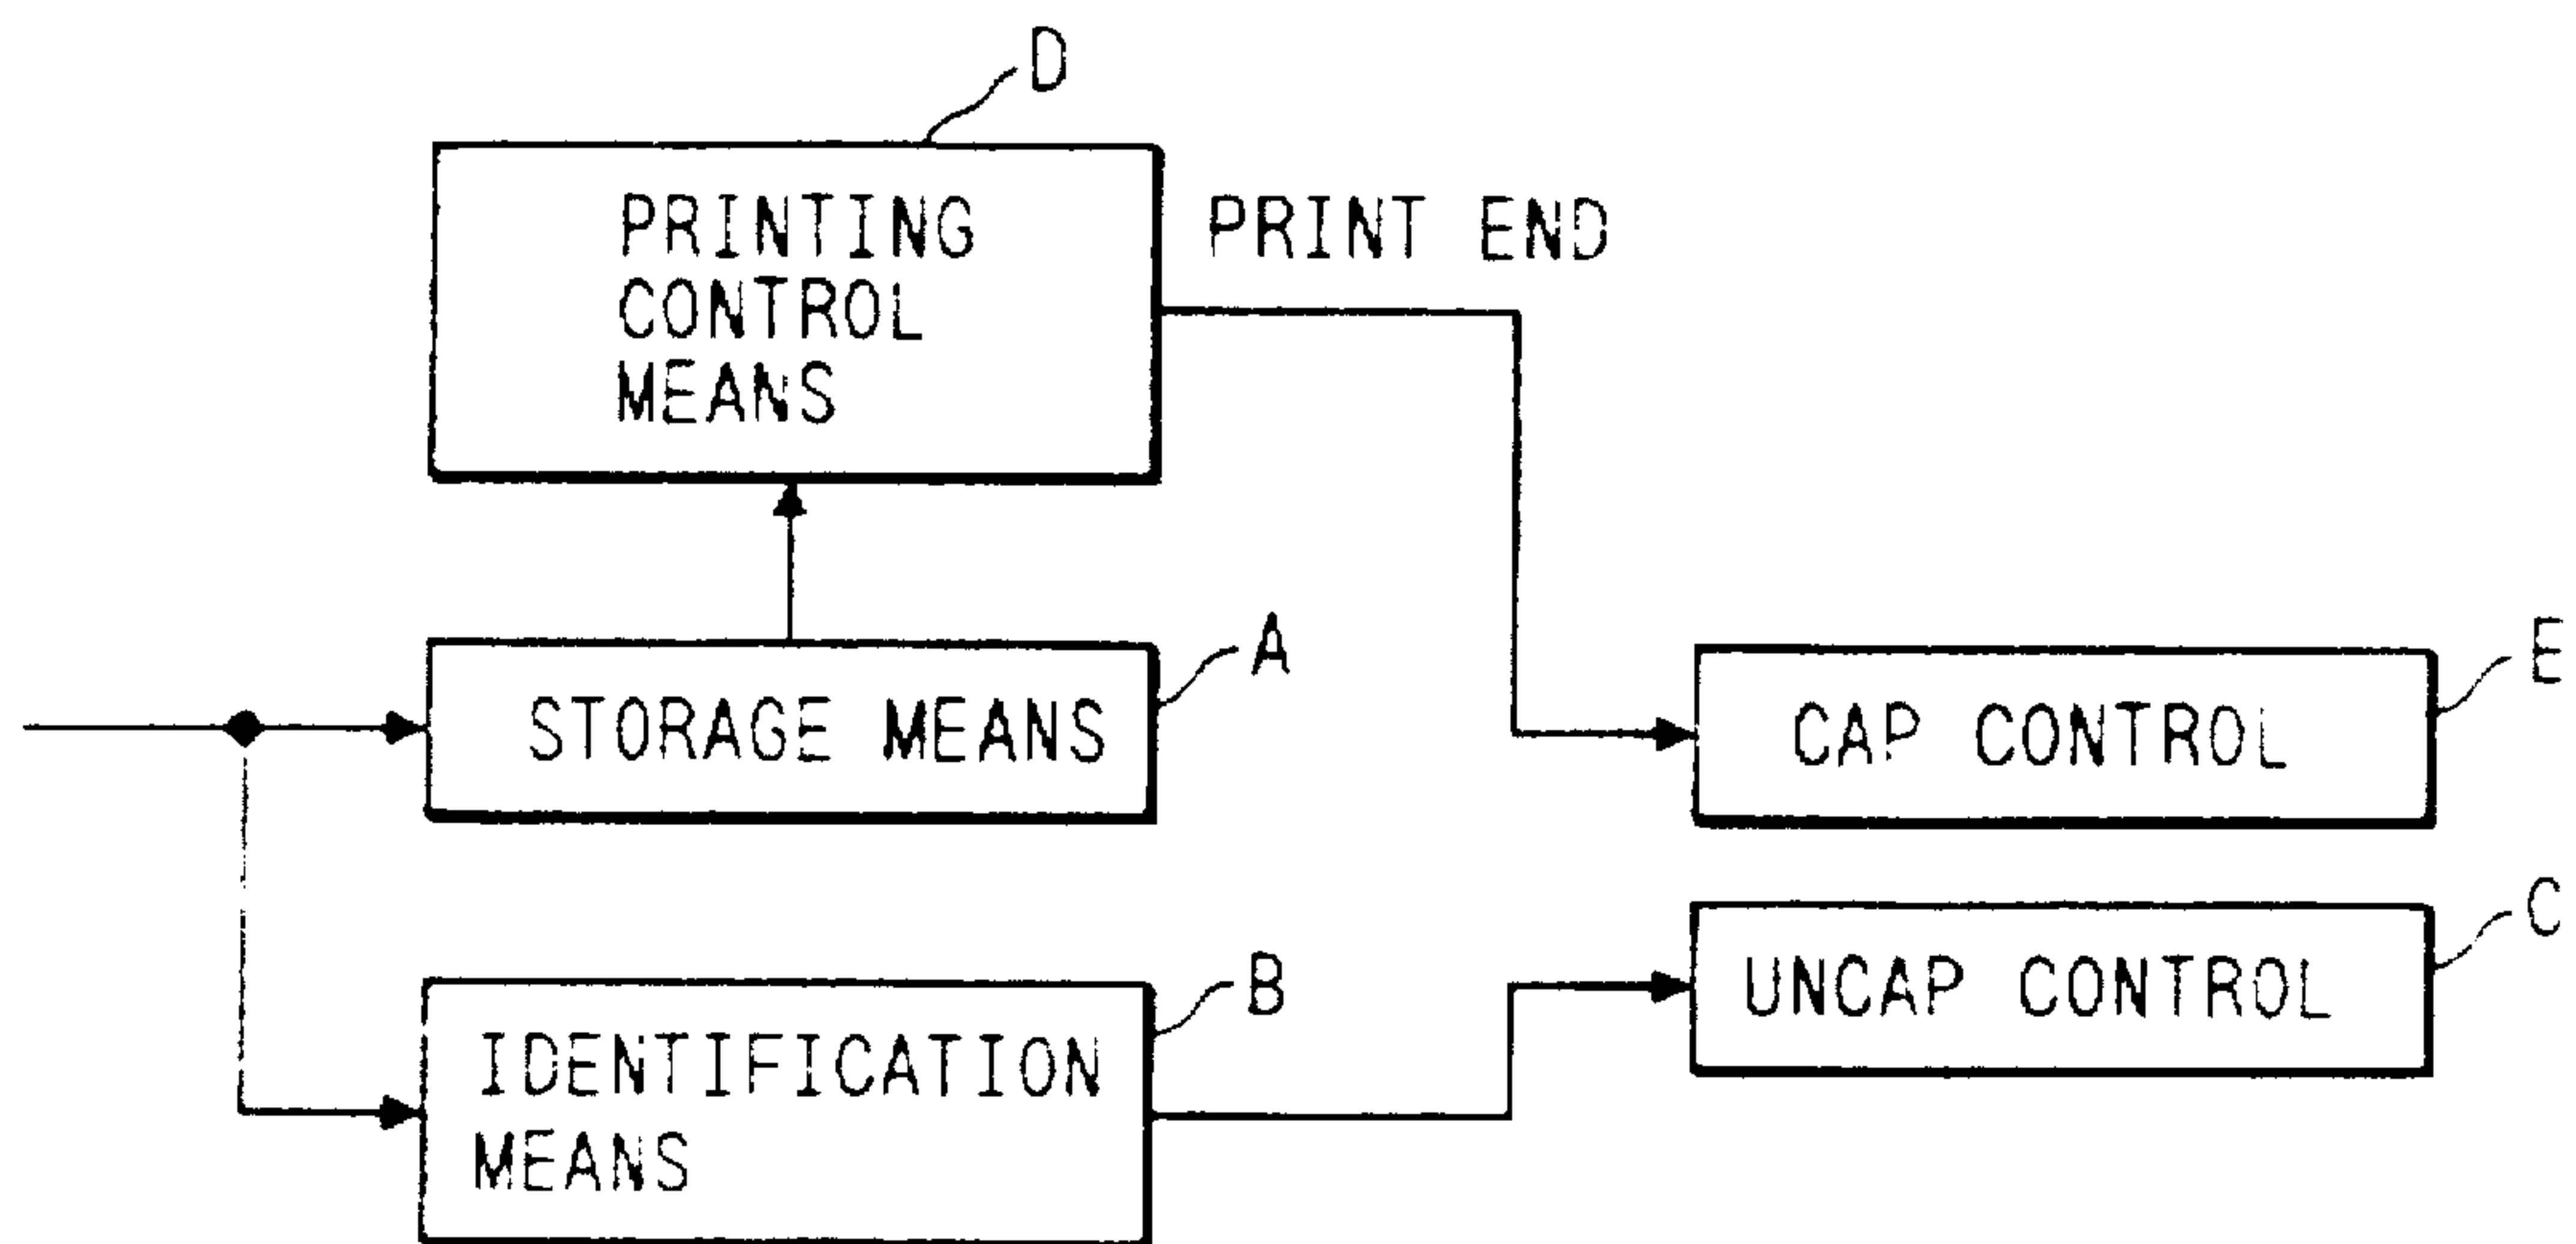 D
PRINTING
CONTROL
MEANS
PRINT END
A
STORAGE MEANS
E
CAP CONTROL
C
UNCAP CONTROL
B
IDENTIFICATION
MEANS